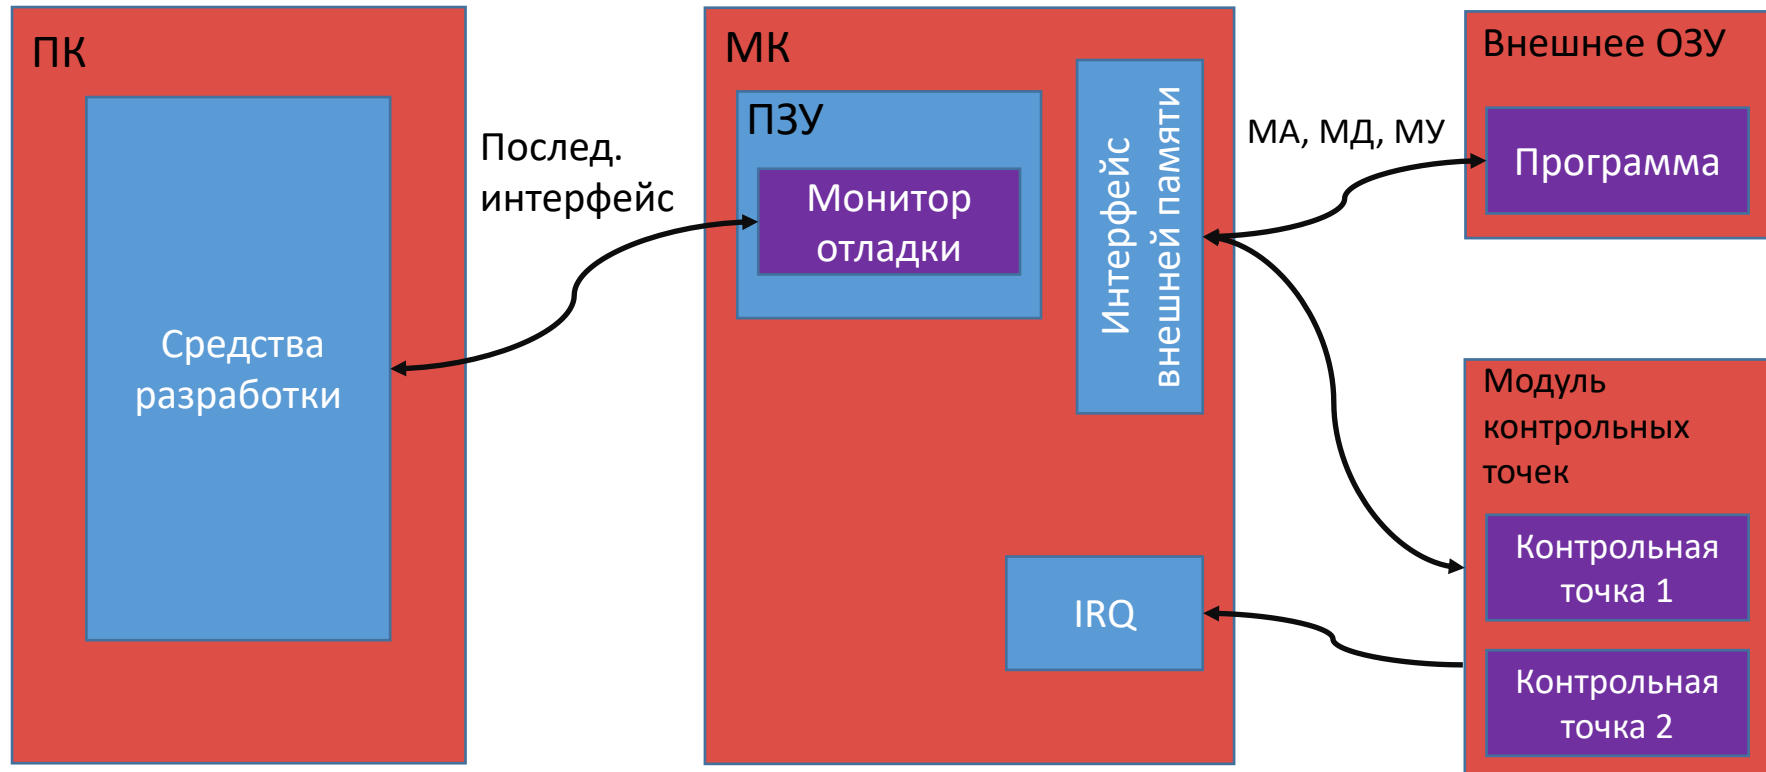 ПК
Средства
разработки
Послед.
интерфейс
МК
ПЗУ
Монитор
отладки
Интерфейс
внешней памяти
IRQ
МА, МД, МУ
Внешнее ОЗУ
Программа
Модуль
контрольных
точек
Контрольная
точка 1
Контрольная
точка 2